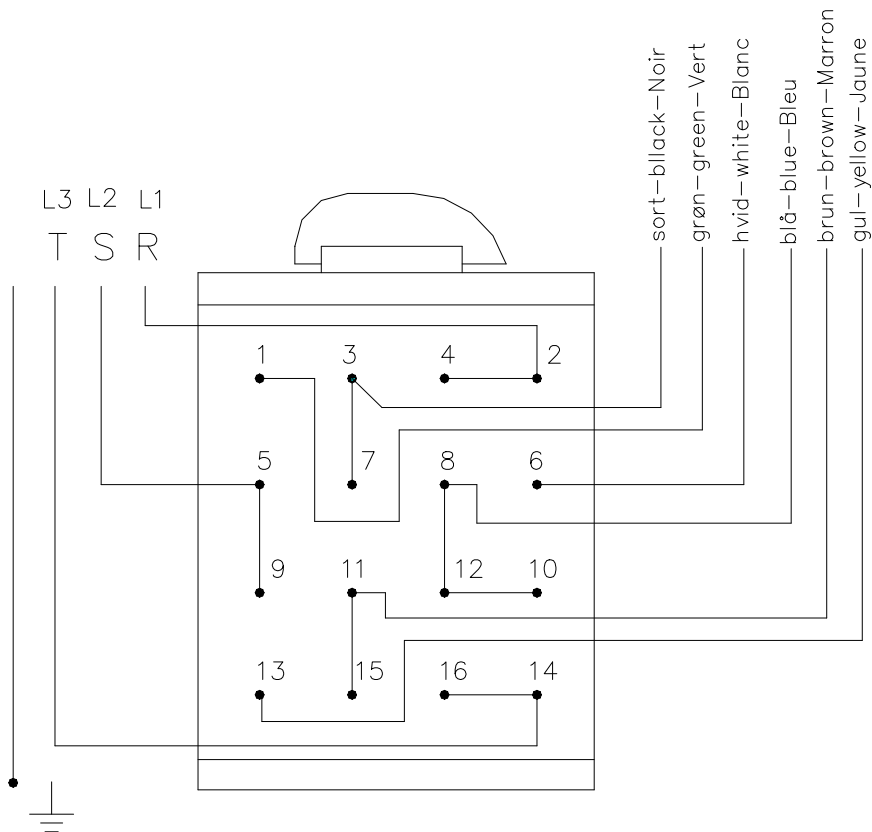 sort-bllack-Noir
grøn-green-Vert
hvid-white-Blanc
blå-blue-Bleu
brun-brown-Marron
gul-yellow-Jaune
L3 L2 L1
T S R
1 3 4 2
5 7 8 6
9 11 12 10
13 15 16 14